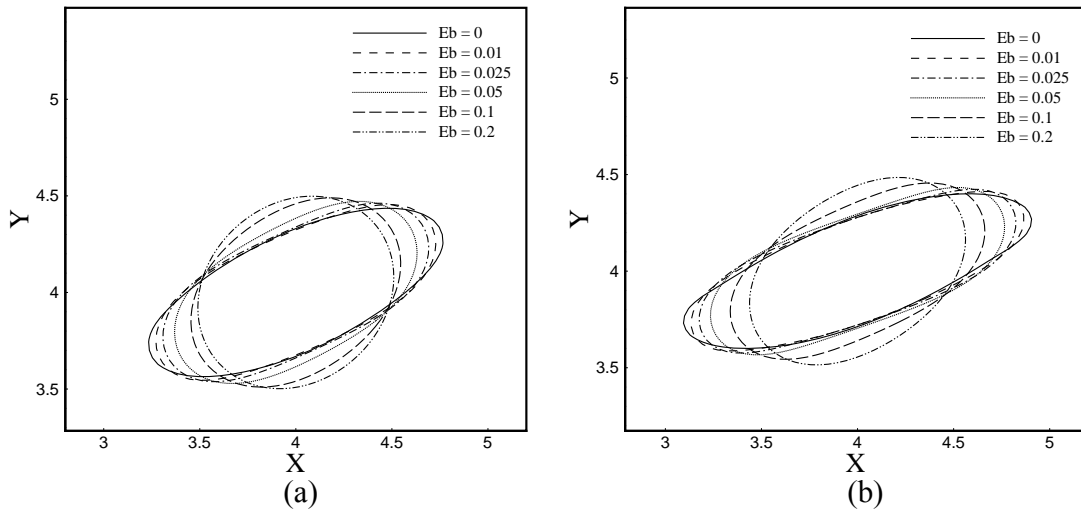 Eb = 0
Eb = 0.01
Eb = 0.025
Eb = 0.05
Eb = 0.1
Eb = 0.2
Y
5
4.5
4
3.5
3 3.5 4 4.5 5
X
(a)
Eb = 0
Eb = 0.01
Eb = 0.025
Eb = 0.05
Eb = 0.1
Eb = 0.2
Y
5
4.5
4
3.5
3 3.5 4 4.5 5
X
(b)